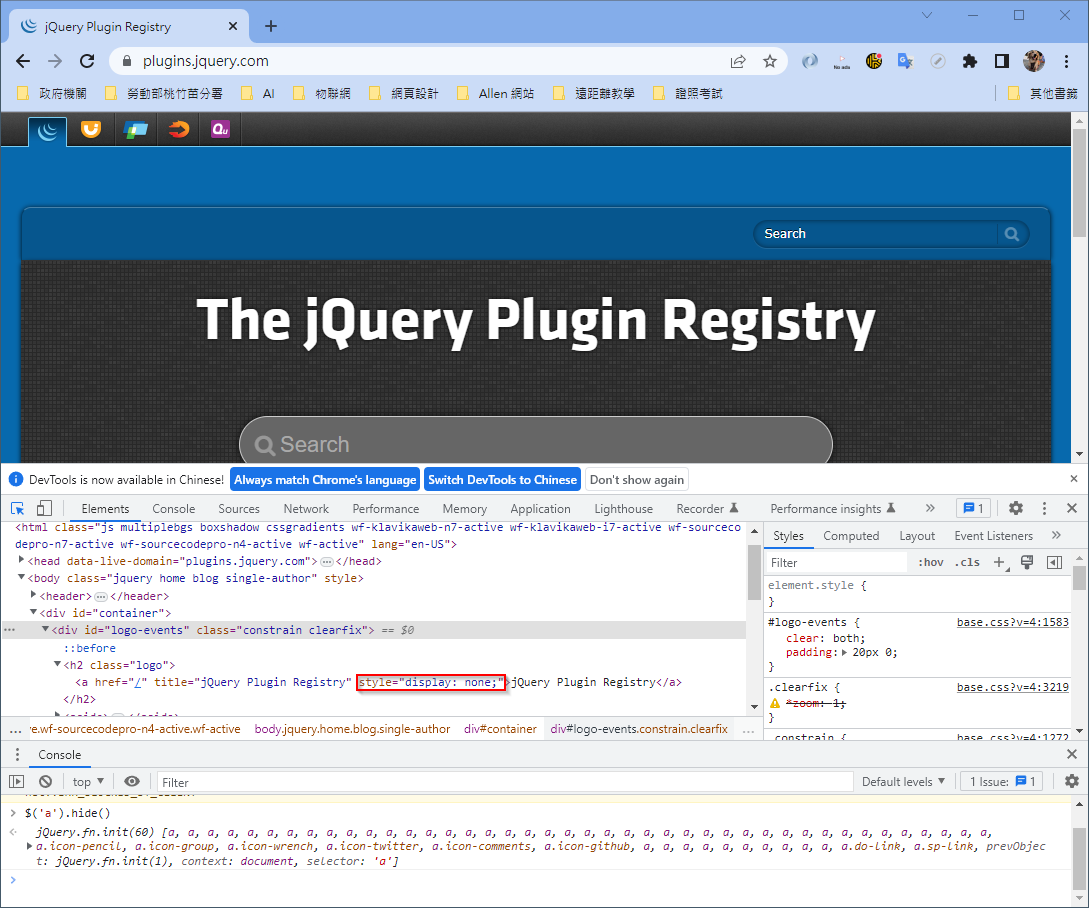 jQuery Plugin Registry
plugins.jquery.com
No ads
政府機關 勞動部桃竹苗分署 AI 物聯網 網頁設計 Allen 網站 遠距離教學 證照考試 其他書籤
Qu
Search
The jQuery Plugin Registry
Search
DevTools is now available in Chinese! Always match Chrome's language Switch DevTools to Chinese Don't show again
Elements Console Sources Network Performance Memory Application Lighthouse Recorder Performance insights » 1
<html class="js multiplebgs boxshadow cssgradients wf-klavikaweb-n7-active wf-klavikaweb-i7-active wf-sourceco
depro-n7-active wf-sourcecodepro-n4-active wf-active" lang="en-US">
<head data-live-domain="plugins.jquery.com">…</head>
<body class="jquery home blog single-author" style>
<header>…</header>
<div id="container">
<div id="logo-events" class="constrain clearfix"> == $0
::before
<h2 class="logo">
<a href="/" title="jQuery Plugin Registry" style="display: none;">jQuery Plugin Registry</a>
</h2>
<aside>…</aside>
… ve.wf-sourcecodepro-n4-active.wf-active body.jquery.home.blog.single-author div#container div#logo-events.constrain.clearfix …
Styles Computed Layout Event Listeners »
Filter :hov .cls +
element.style {
}
#logo-events { base.css?v=4:1583
clear: both;
padding: 20px 0;
}
.clearfix { base.css?v=4:3219
*zoom: 1;
}
.constrain { base.css?v=4:1272
Console
top Filter Default levels 1 Issue: 1
> $('a').hide()
jQuery.fn.init(60) [a, a, a, a, a, a, a, a, a, a, a, a, a, a, a, a, a, a, a, a, a, a, a, a, a, a, a, a, a, a, a, a, a, a, a, a, a, a, a, a, a, a,
a.icon-pencil, a.icon-group, a.icon-wrench, a.icon-twitter, a.icon-comments, a.icon-github, a, a, a, a, a, a, a, a, a, a, a.do-link, a.sp-link, prevObjec
t: jQuery.fn.init(1), context: document, selector: 'a']
>